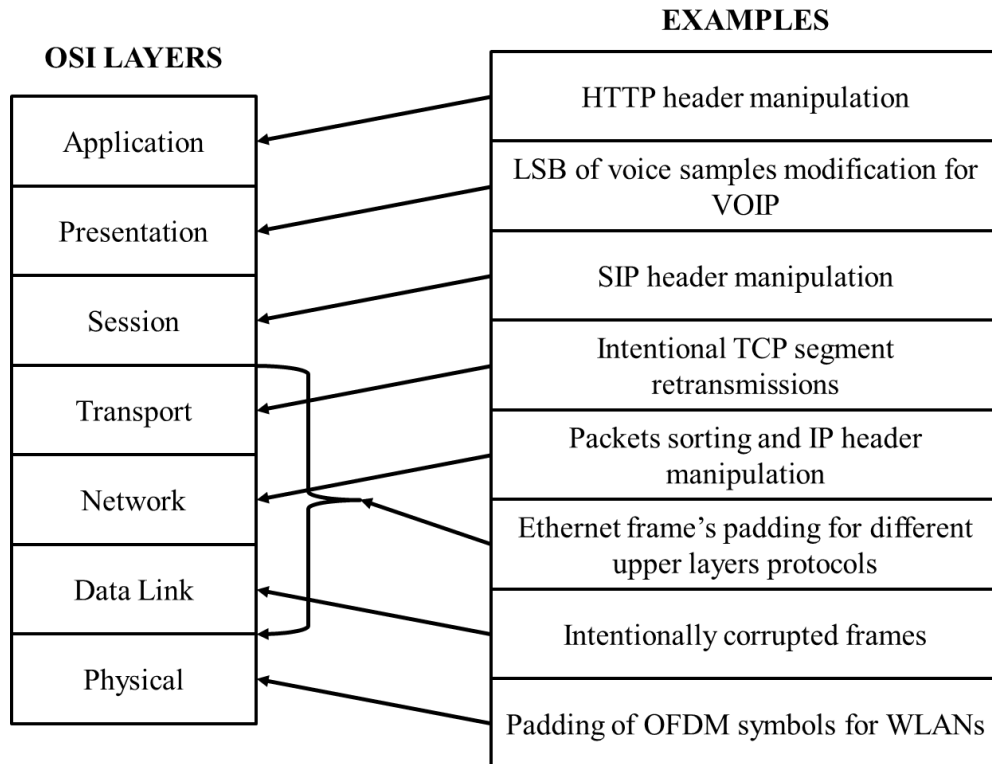 EXAMPLES
OSI LAYERS
Application
Presentation
Session
Transport
Network
Data Link
Physical
HTTP header manipulation
LSB of voice samples modification for
VOIP
SIP header manipulation
Intentional TCP segment
retransmissions
Packets sorting and IP header
manipulation
Ethernet frame’s padding for different
upper layers protocols
Intentionally corrupted frames
Padding of OFDM symbols for WLANs